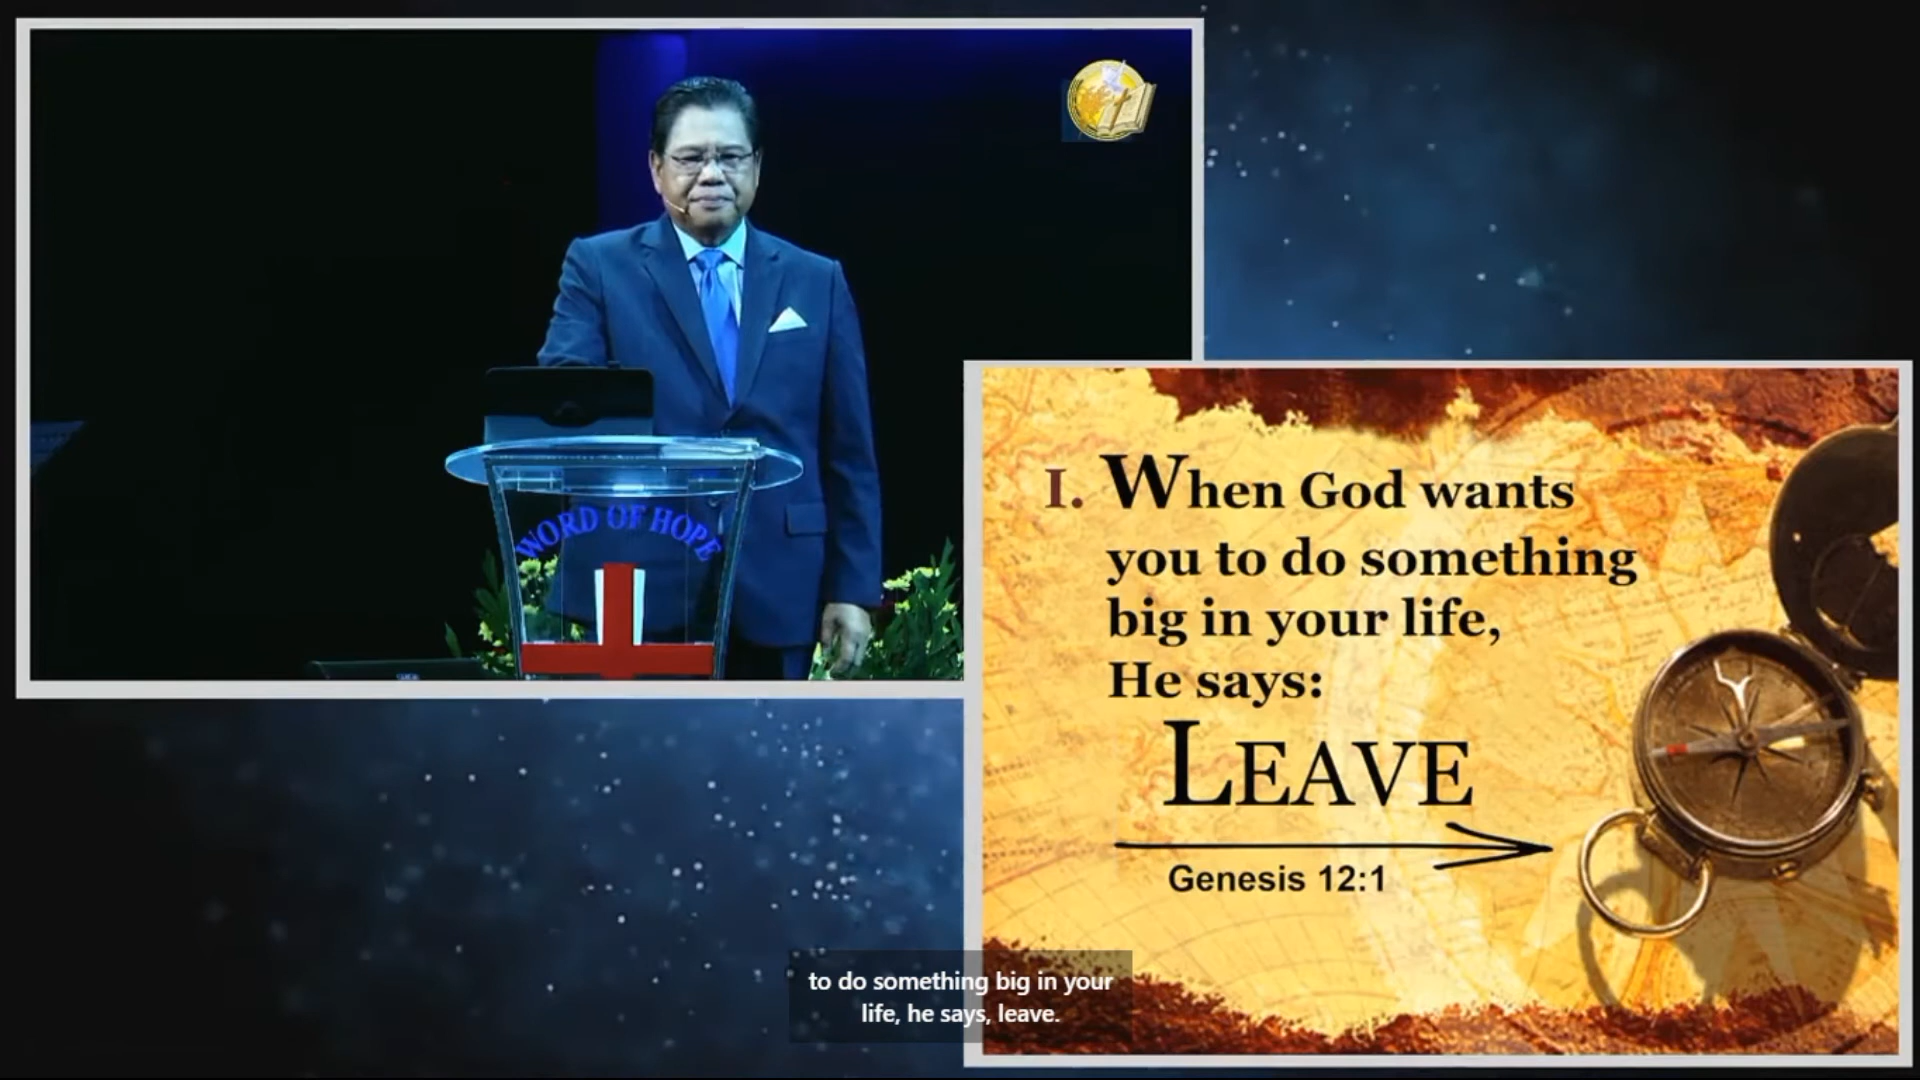 WORD OF HOPE
I. When God wants
you to do something
big in your life,
He says:
LEAVE
Genesis 12:1
to do something big in your
life, he says, leave.